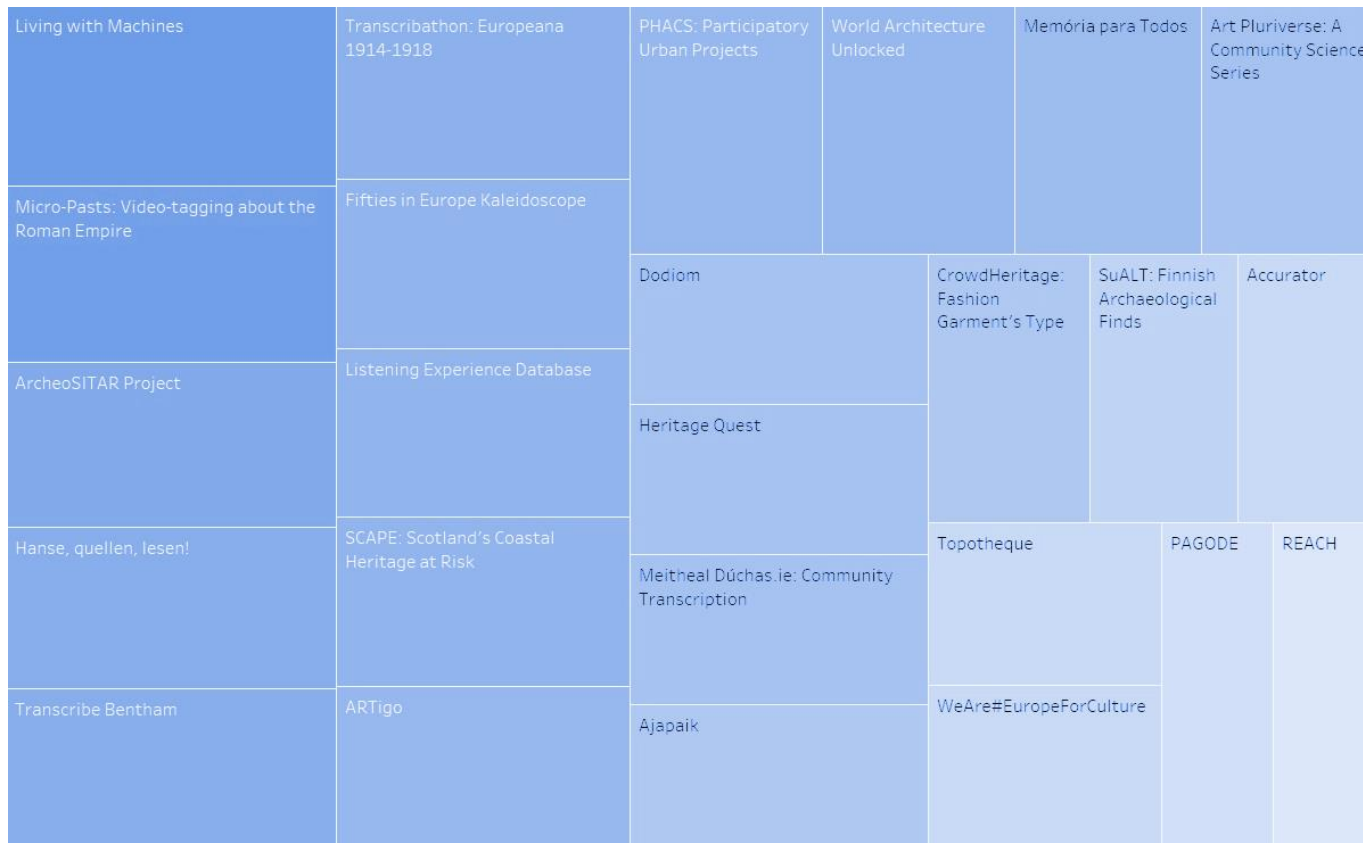 Living with Machines
Micro-Pasts: Video-tagging about the
Roman Empire
ArcheoSITAR Project
Hanse, quellen, lesen!
Transcribe Bentham
Transcribathon: Europeana
1914-1918
Fifties in Europe Kaleidoscope
Listening Experience Database
SCAPE: Scotland's Coastal
Heritage at Risk
ARTigo
PHACS: Participatory
Urban Projects
World Architecture
Unlocked
Memória para Todos
Art Pluriverse: A
Community Science
Series
Dodiom
Heritage Quest
Meitheal Dúchas.ie: Community
Transcription
Ajapaik
CrowdHeritage:
Fashion
Garment's Type
SuALT: Finnish
Archaeological
Finds
Accurator
Topotheque
WeAre#EuropeForCulture
PAGODE
REACH